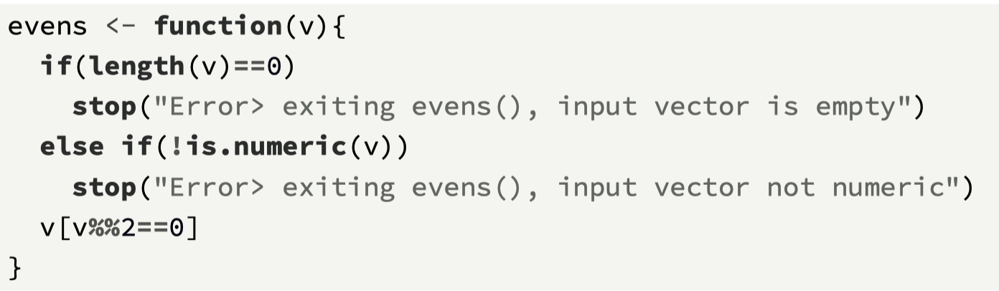 evens <- function(v){
  if(length(v)==0)
    stop("Error> exiting evens(), input vector is empty")
  else if(!is.numeric(v))
    stop("Error> exiting evens(), input vector not numeric")
  v[v%%2==0]
}